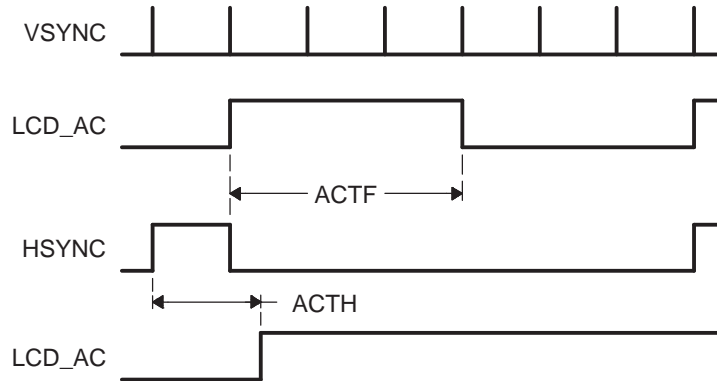 VSYNC
LCD_AC
ACTF
HSYNC
ACTH
LCD_AC